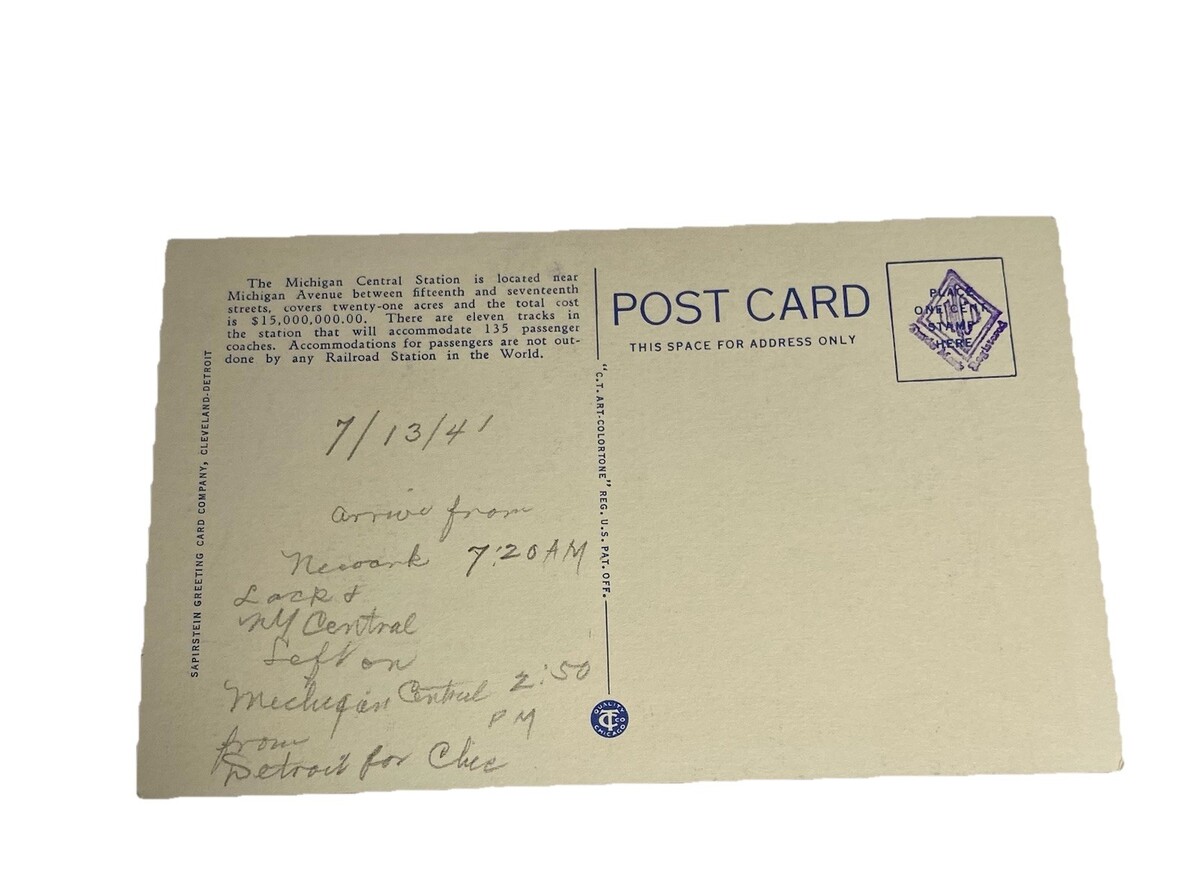 The Michigan Central Station is located near
Michigan Avenue between fifteenth and seventeenth
streets, covers twenty-one acres and the total cost
is $15,000,000.00. There are eleven tracks in
the station that will accommodate 135 passenger
coaches. Accommodations for passengers are not out-
done by any Railroad Station in the World.
SAPIRSTEIN GREETING CARD COMPANY, CLEVELAND-DETROIT
7/13/41
arrive from
Newark 7:20 AM
Lack &
NY Central
Left on
Michigan Central 2:50
PM
from
Detroit for Chic
"C.T. ART-COLORTONE" REG. U.S. PAT. OFF.
QUALITY
CT CO
CHICAGO
POST CARD
THIS SPACE FOR ADDRESS ONLY
PLACE
ONE CENT
STAMP
HERE
Registered